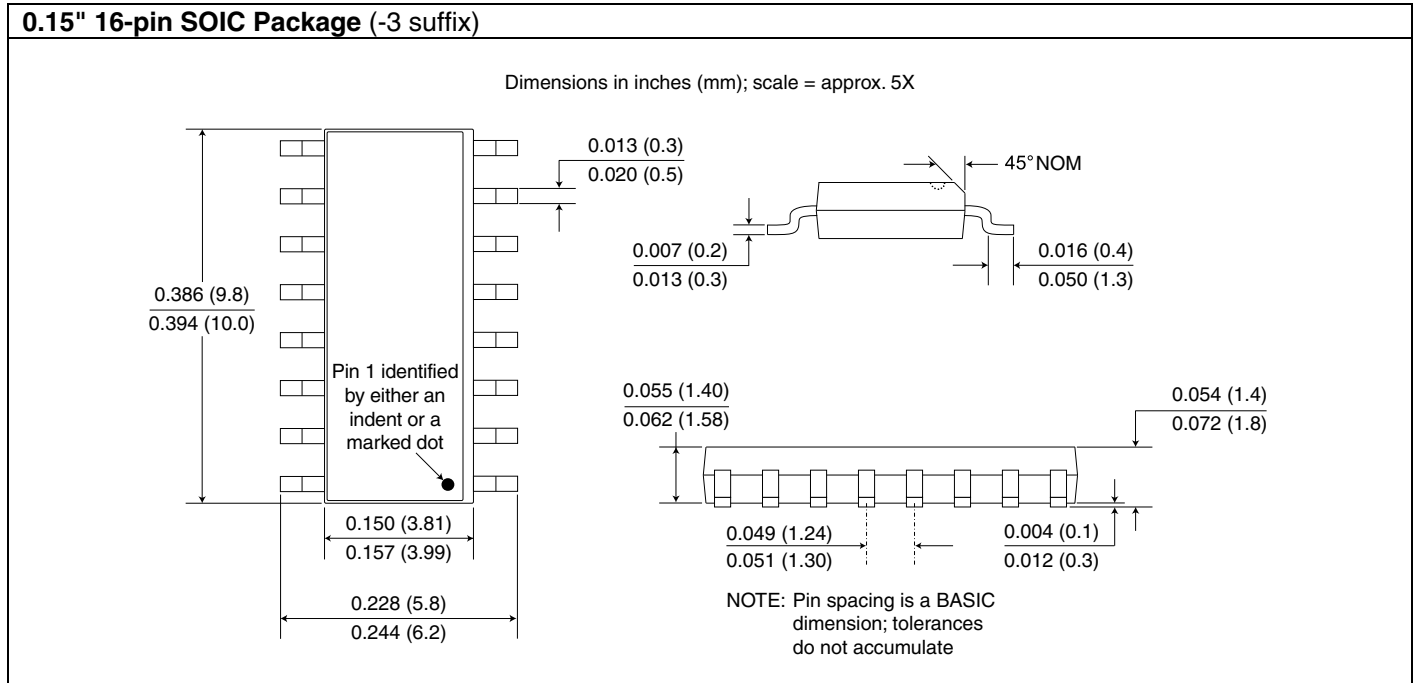 0.15" 16-pin SOIC Package (-3 suffix)
Dimensions in inches (mm); scale = approx. 5X
0.013 (0.3)
0.020 (0.5)
45° NOM
0.007 (0.2)
0.013 (0.3)
0.016 (0.4)
0.050 (1.3)
0.386 (9.8)
0.394 (10.0)
Pin 1 identified
by either an
indent or a
marked dot
0.055 (1.40)
0.062 (1.58)
0.054 (1.4)
0.072 (1.8)
0.150 (3.81)
0.157 (3.99)
0.049 (1.24)
0.051 (1.30)
0.004 (0.1)
0.012 (0.3)
0.228 (5.8)
0.244 (6.2)
NOTE: Pin spacing is a BASIC
dimension; tolerances
do not accumulate